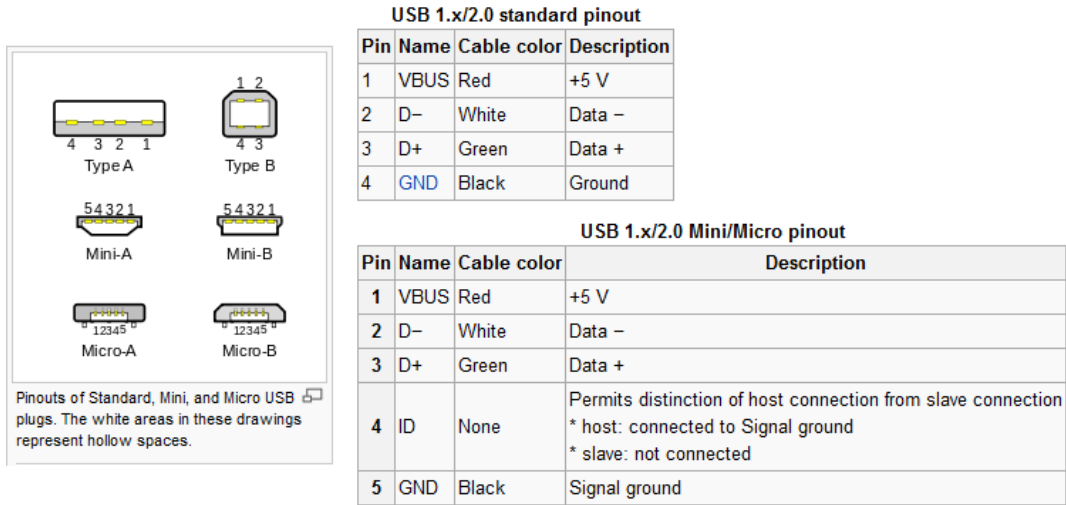 1 2
4 3 2 1
4 3
Type A
Type B
54321
54321
Mini-A
Mini-B
12345
12345
Micro-A
Micro-B
Pinouts of Standard, Mini, and Micro USB
plugs. The white areas in these drawings
represent hollow spaces.
USB 1.x/2.0 standard pinout
Pin Name Cable color Description
1 VBUS Red +5 V
2 D− White Data −
3 D+ Green Data +
4 GND Black Ground
USB 1.x/2.0 Mini/Micro pinout
Pin Name Cable color Description
1 VBUS Red +5 V
2 D− White Data −
3 D+ Green Data +
4 ID None Permits distinction of host connection from slave connection
* host: connected to Signal ground
* slave: not connected
5 GND Black Signal ground